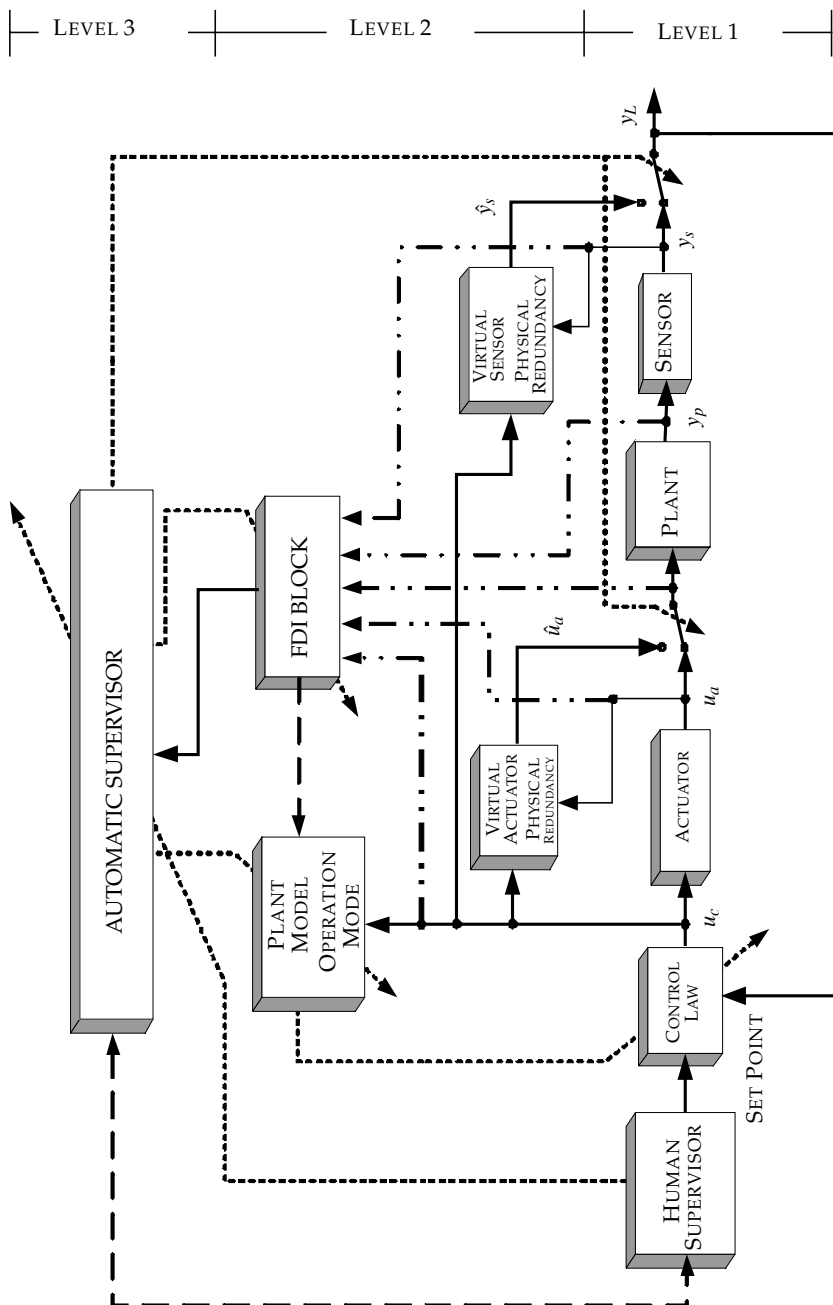 LEVEL 3
LEVEL 2
LEVEL 1
AUTOMATIC SUPERVISOR
PLANT
MODEL
OPERATION
MODE
FDI BLOCK
VIRTUAL
ACTUATOR
PHYSICAL
REDUNDANCY
VIRTUAL
SENSOR
PHYSICAL
REDUNDANCY
û_a
ŷ_s
HUMAN
SUPERVISOR
SET POINT
CONTROL
LAW
u_c
ACTUATOR
u_a
PLANT
y_p
SENSOR
y_s
y_L